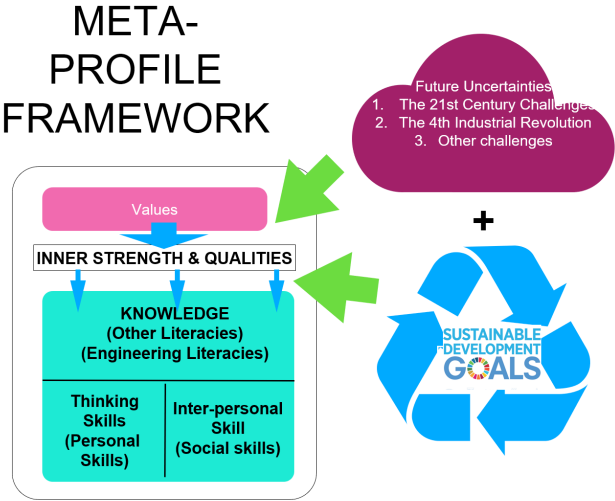 META-
PROFILE
FRAMEWORK
Future Uncertainties
1. The 21st Century Challenges
2. The 4th Industrial Revolution
3. Other challenges
+
Values
INNER STRENGTH & QUALITIES
KNOWLEDGE
(Other Literacies)
(Engineering Literacies)
Thinking
Skills
(Personal
Skills)
Inter-personal
Skill
(Social skills)
SUSTAINABLE
DEVELOPMENT
GOALS